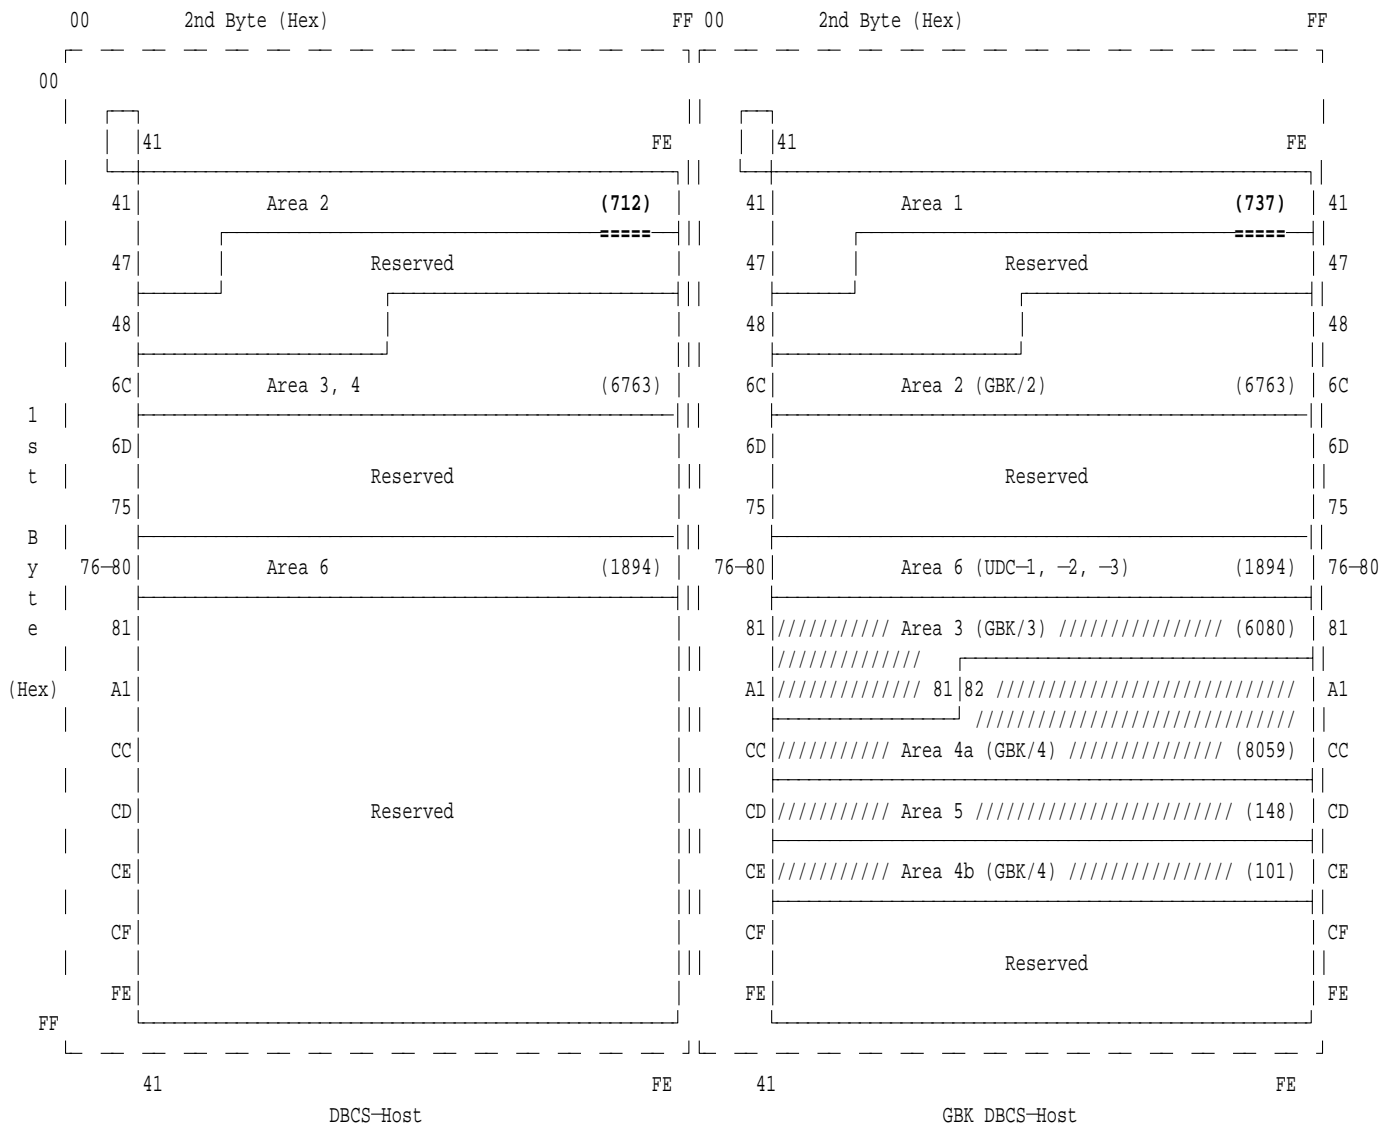 00 2nd Byte (Hex) FF 00 2nd Byte (Hex) FF
00
41 FE 41 FE
41 Area 2 (712) 41 Area 1 (737) 41
=====  =====
47 Reserved 47 Reserved 47
48 48 48
6C Area 3, 4 (6763) 6C Area 2 (GBK/2) (6763) 6C
1
s 6D 6D 6D
t Reserved Reserved
75 75 75
B
y 76—80 Area 6 (1894) 76—80 Area 6 (UDC—1, —2, —3) (1894) 76—80
t
e 81 81 /////////// Area 3 (GBK/3) //////////////// (6080) 81
//////////////
(Hex) A1 A1 ////////////// 81 82 ///////////////////////////// A1
///////////////////////////////
CC CC /////////// Area 4a (GBK/4) /////////////// (8059) CC
CD Reserved CD /////////// Area 5 ///////////////////////// (148) CD
CE CE /////////// Area 4b (GBK/4) //////////////// (101) CE
CF CF CF
Reserved
FE FE FE
FF
41 FE 41 FE
DBCS—Host GBK DBCS—Host